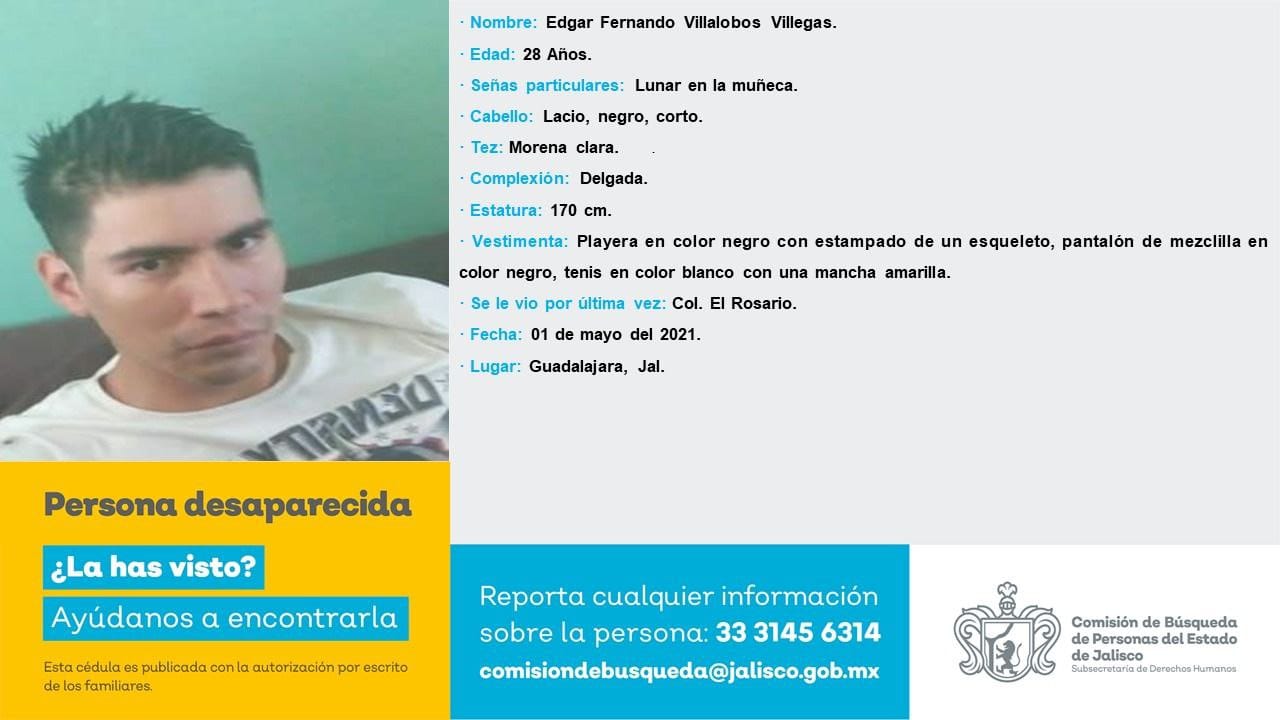 · Nombre: Edgar Fernando Villalobos Villegas.
· Edad: 28 Años.
· Señas particulares: Lunar en la muñeca.
· Cabello: Lacio, negro, corto.
· Tez: Morena clara. .
· Complexión: Delgada.
· Estatura: 170 cm.
· Vestimenta: Playera en color negro con estampado de un esqueleto, pantalón de mezclilla en
color negro, tenis en color blanco con una mancha amarilla.
· Se le vio por última vez: Col. El Rosario.
· Fecha: 01 de mayo del 2021.
· Lugar: Guadalajara, Jal.
Persona desaparecida
¿La has visto?
Ayúdanos a encontrarla
Esta cédula es publicada con la autorización por escrito
de los familiares.
Reporta cualquier información
sobre la persona: 33 3145 6314
comisiondebusqueda@jalisco.gob.mx
Comisión de Búsqueda
de Personas del Estado
de Jalisco
Subsecretaría de Derechos Humanos